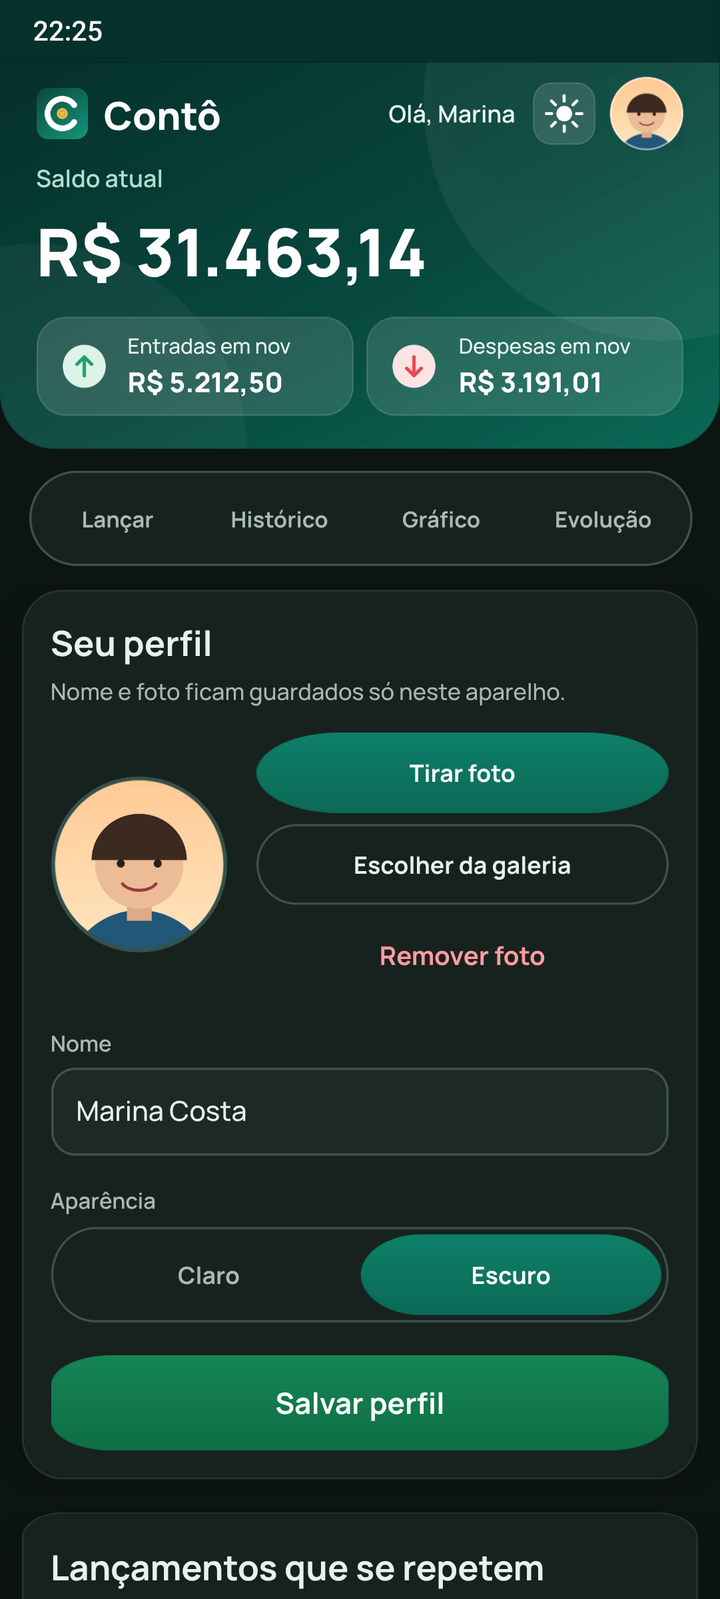 22:25
Contô
Olá, Marina
Saldo atual
R$ 31.463,14
Entradas em nov
R$ 5.212,50
Despesas em nov
R$ 3.191,01
Lançar
Histórico
Gráfico
Evolução
Seu perfil
Nome e foto ficam guardados só neste aparelho.
Tirar foto
Escolher da galeria
Remover foto
Nome
Marina Costa
Aparência
Claro
Escuro
Salvar perfil
Lançamentos que se repetem